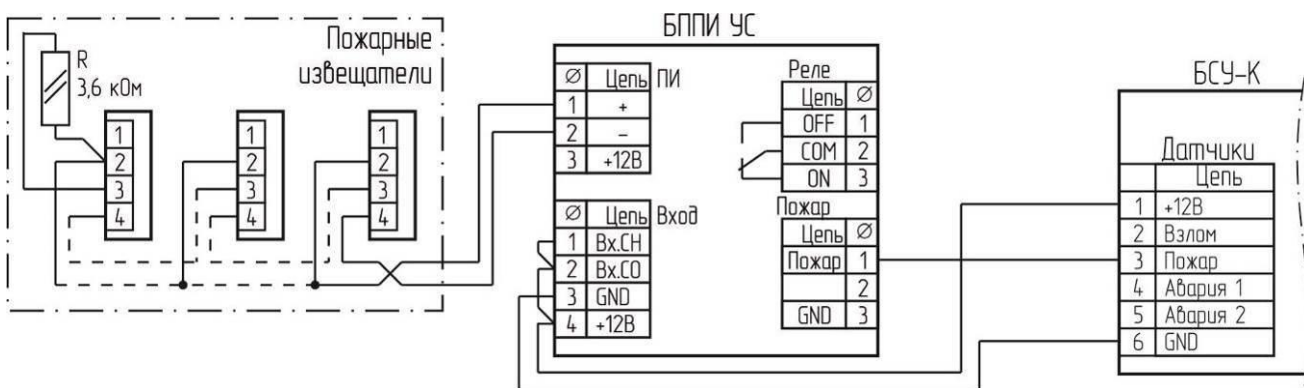 Пожарные
извещатели
R
3,6 кОм
1
2
3
4
1
2
3
4
1
2
3
4
БППИ УС
Ø Цепь ПИ
1 +
2 –
3 +12В
Ø Цепь Вход
1 Вх.СН
2 Вх.СО
3 GND
4 +12В
Реле
Цепь Ø
OFF 1
COM 2
ON 3
Пожар
Цепь Ø
Пожар 1
2
GND 3
БСУ-К
Датчики
Цепь
1 +12В
2 Взлом
3 Пожар
4 Авария 1
5 Авария 2
6 GND